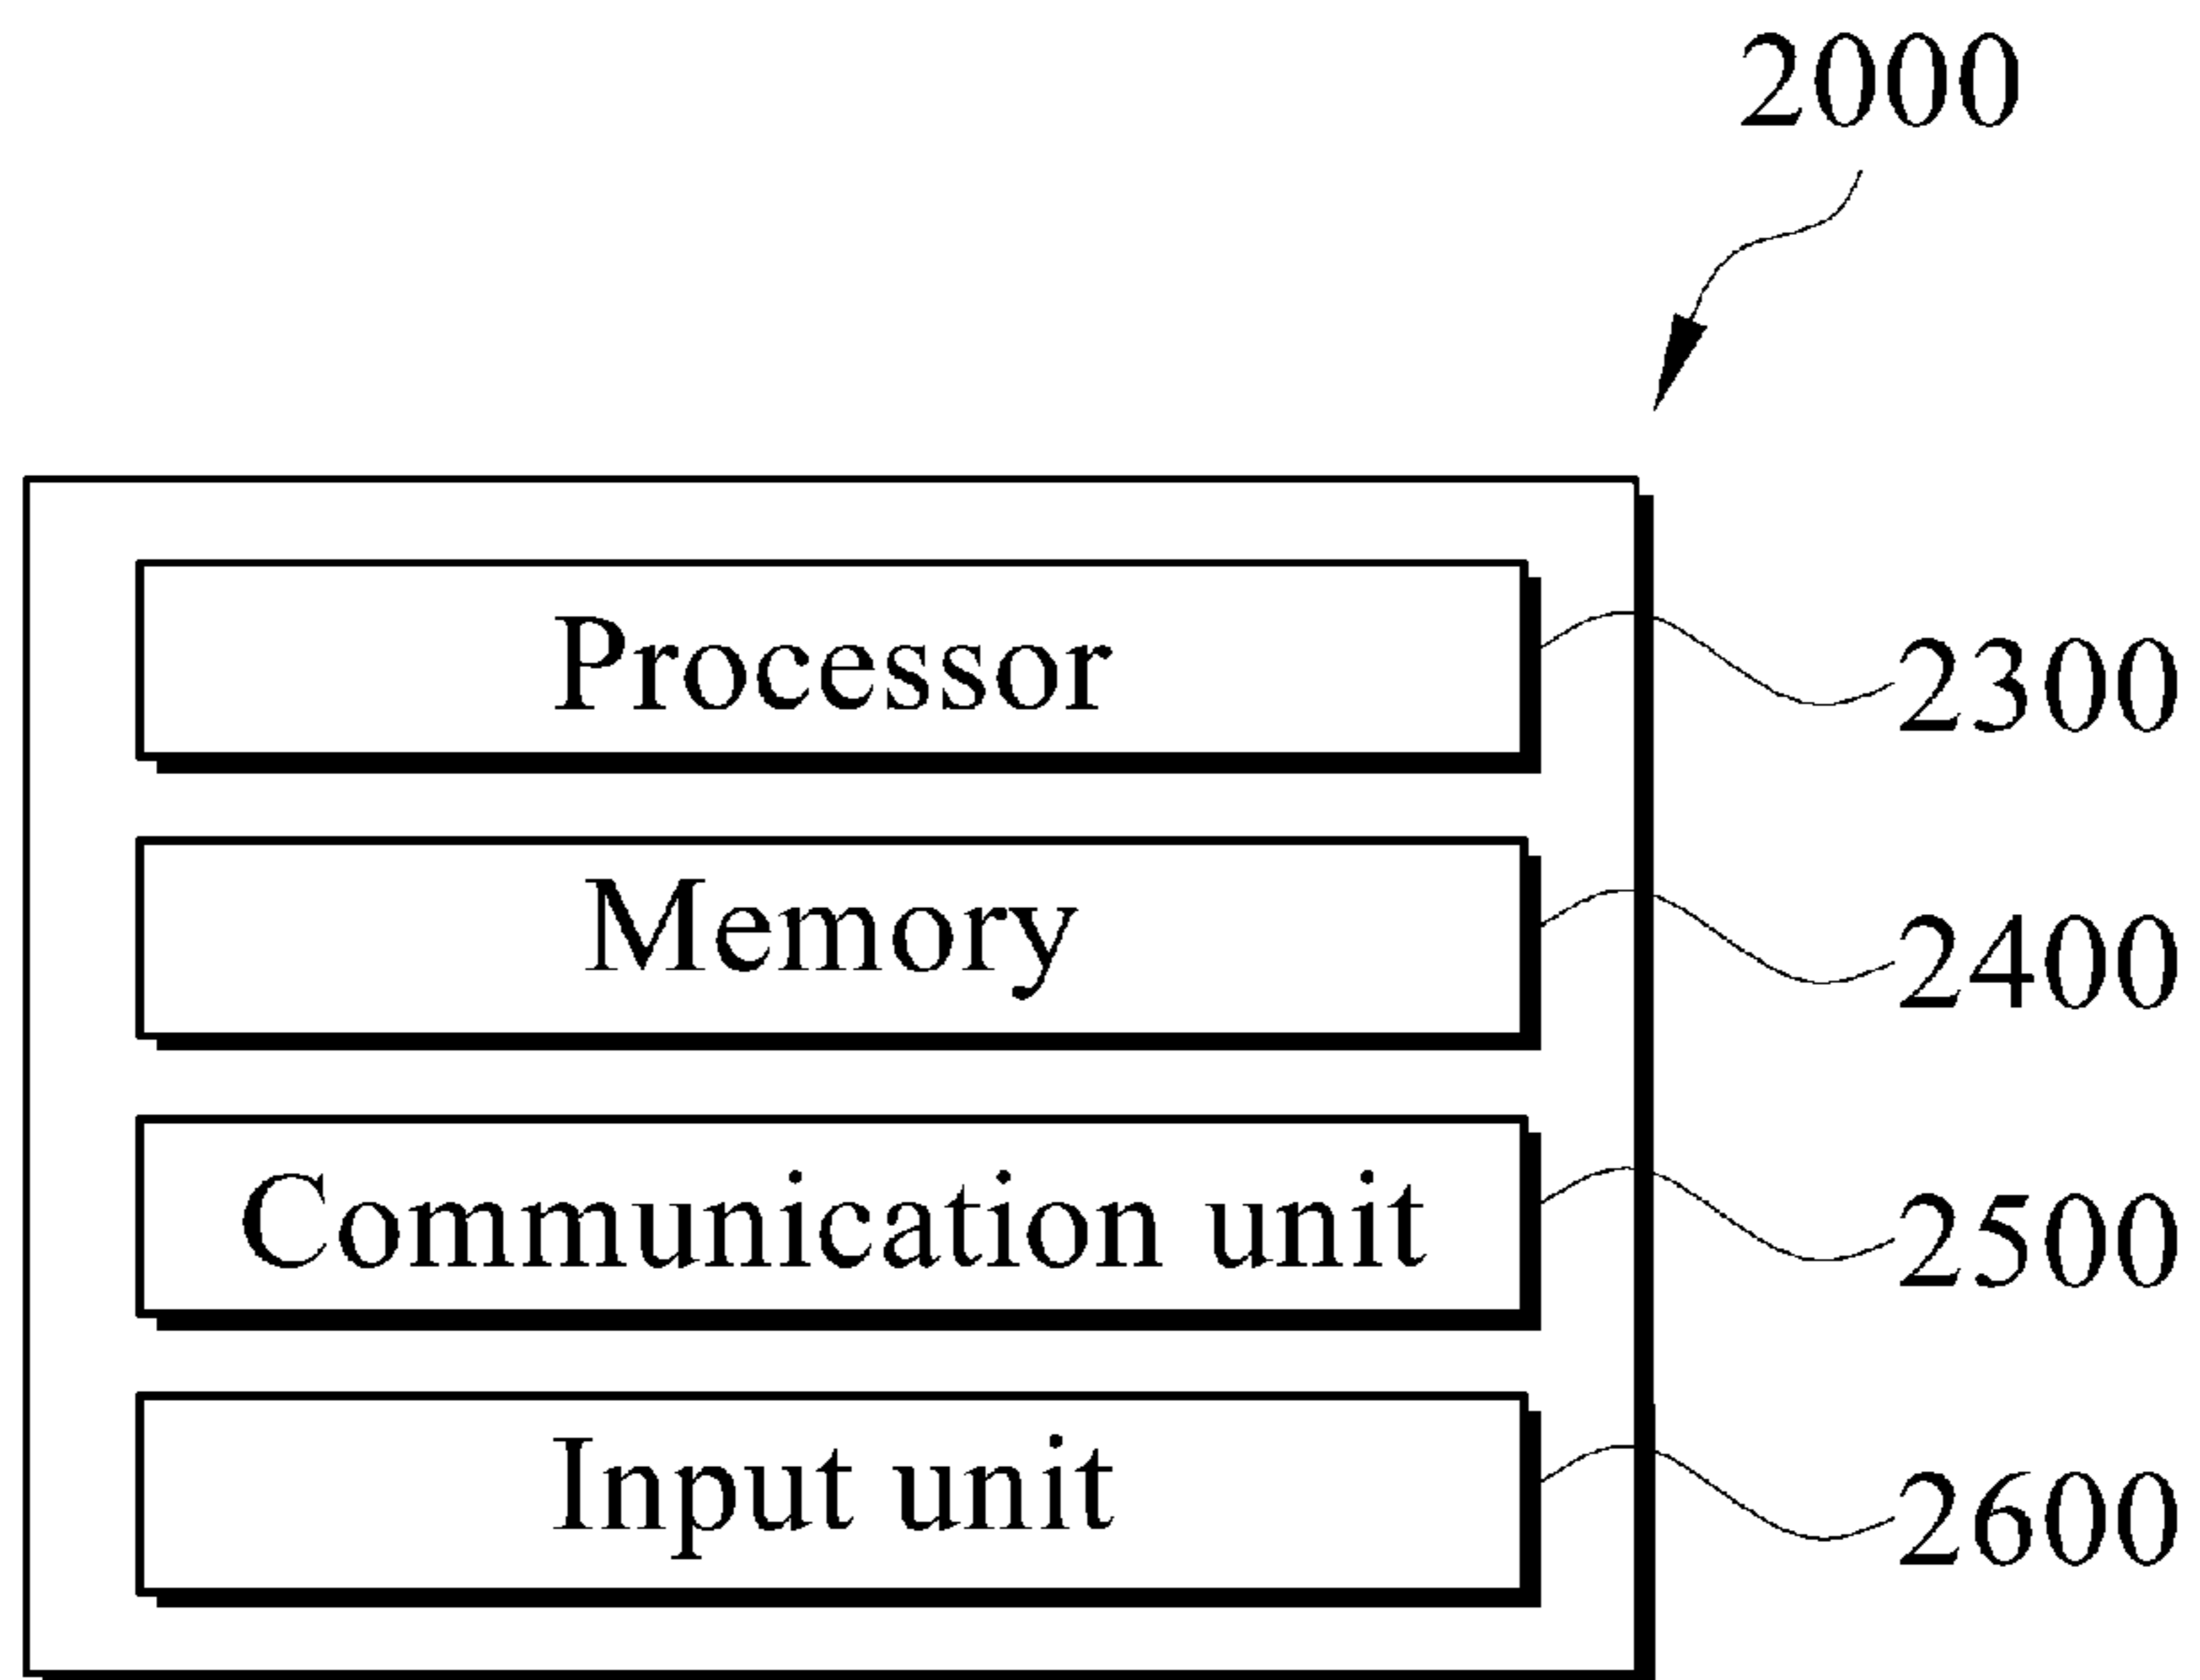 2000
Processor
2300
Memory
2400
Communication unit
2500
Input unit
2600